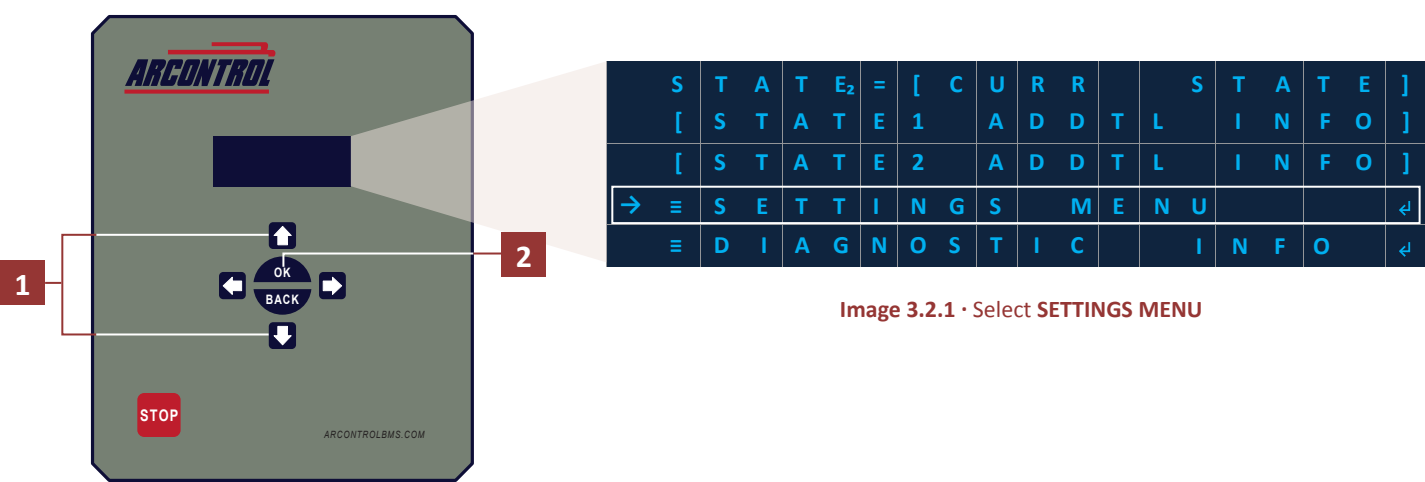 ARCONTROL
OK
BACK
STOP
ARCONTROLBMS.COM
1
2
STATE₂=[CURR STATE]
[STATE1 ADDTL INFO]
[STATE2 ADDTL INFO]
→ ≡ SETTINGS MENU ↵
≡ DIAGNOSTIC INFO ↵
Image 3.2.1 · Select SETTINGS MENU